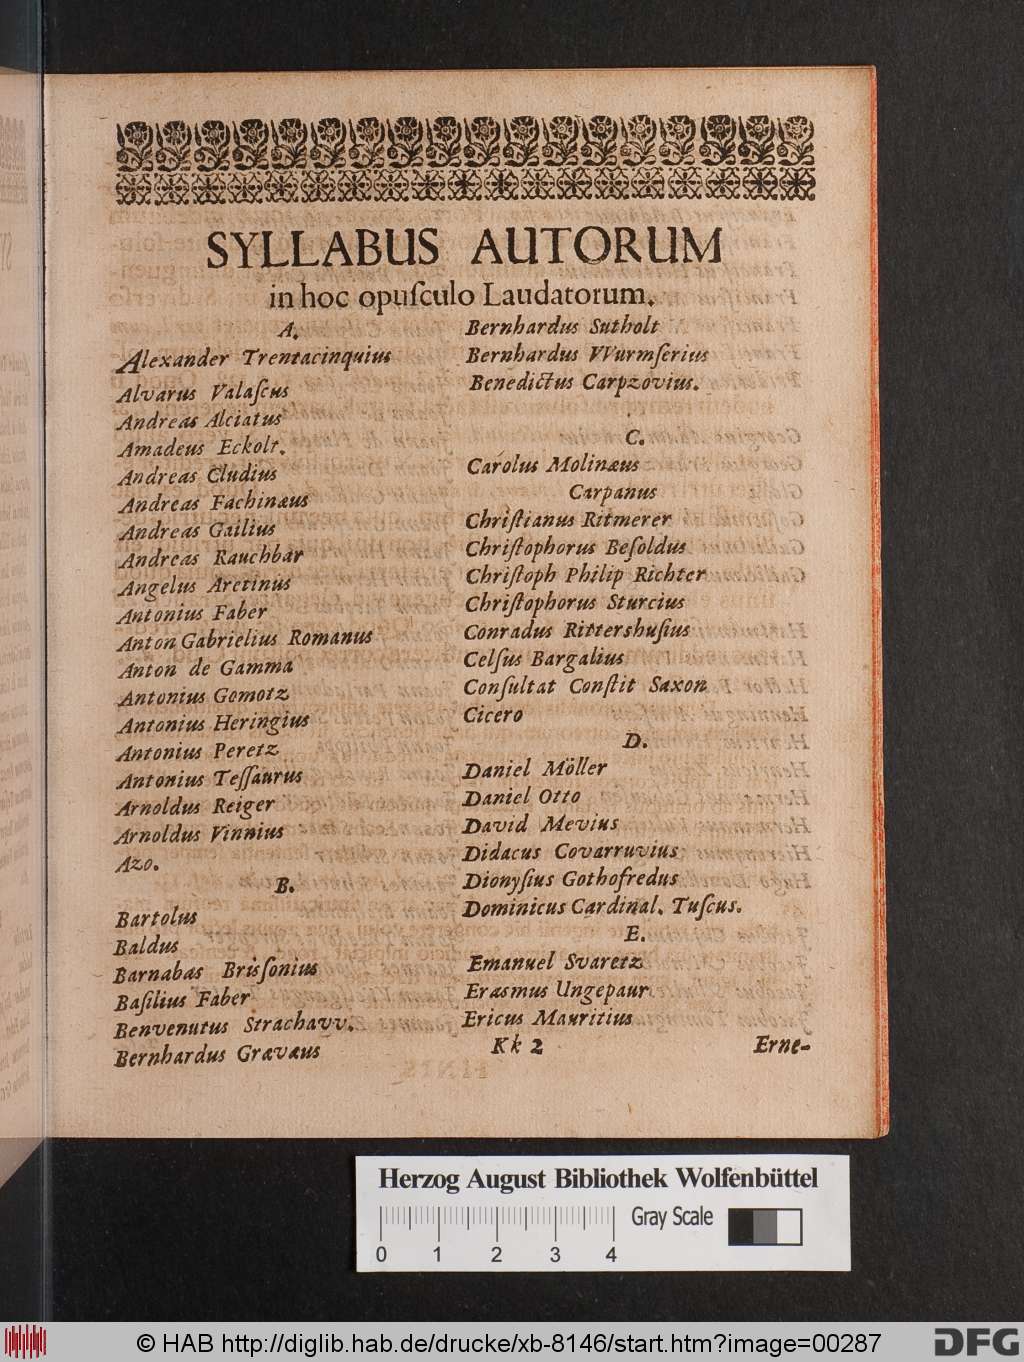 SYLLABUS AUTORUM
in hoc opuſculo Laudatorum.
A.
Alexander Trentacinquius
Alvarus Valaſcus
Andreas Alciatus
Amadeus Eckolt.
Andreas Cludius
Andreas Fachinæus
Andreas Gailius
Andreas Rauchbar
Angelus Aretinus
Antonius Faber
Anton Gabrielius Romanus
Anton de Gamma
Antonius Gomotz
Antonius Heringius
Antonius Peretz
Antonius Teſſaurus
Arnoldus Reiger
Arnoldus Vinnius
Azo.
B.
Bartolus
Baldus
Barnabas Briſſonius
Baſilius Faber
Benvenutus Strachavv.
Bernhardus Gravæus
Bernhardus Sutholt
Bernhardus VVurmſerius
Benedictus Carpzovius.
C.
Carolus Molinæus
Carpanus
Chriſtianus Ritmerer
Chriſtophorus Beſoldus
Chriſtoph Philip Richter
Chriſtophorus Sturcius
Conradus Rittershuſius
Celſus Bargalius
Conſultat Conſtit Saxon
Cicero
D.
Daniel Möller
Daniel Otto
David Mevius
Didacus Covarruvius
Dionyſius Gothofredus
Dominicus Cardinal. Tuſcus.
E.
Emanuel Svaretz
Erasmus Ungepaur
Ericus Mauritius
Kk 2 Erne-
Herzog August Bibliothek Wolfenbüttel
Gray Scale
0 1 2 3 4
© HAB http://diglib.hab.de/drucke/xb-8146/start.htm?image=00287
DFG